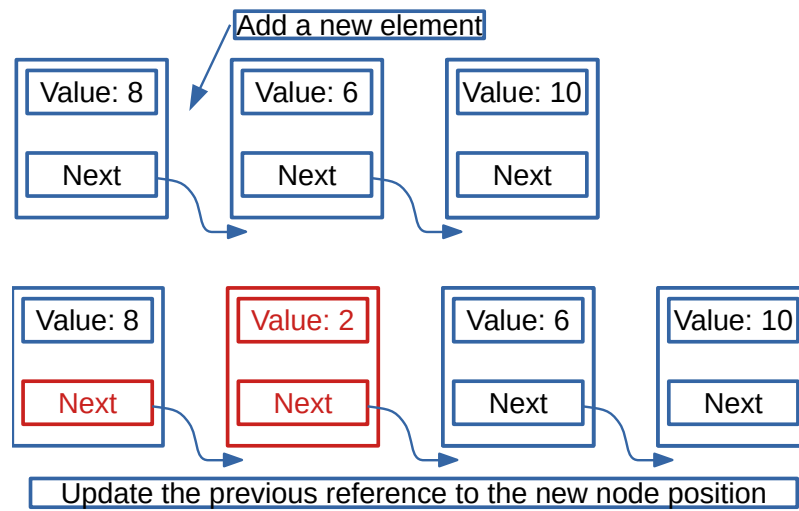 Add a new element
Value: 8
Value: 6
Value: 10
Next
Next
Next
Value: 8
Value: 2
Value: 6
Value: 10
Next
Next
Next
Next
Update the previous reference to the new node position